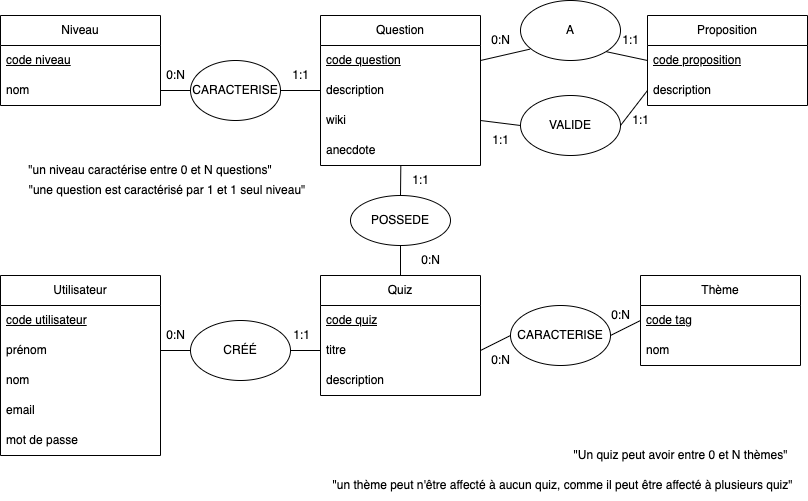 Niveau
code niveau
nom
0:N
CARACTERISE
1:1
Question
code question
description
wiki
anecdote
0:N
A
1:1
Proposition
code proposition
description
1:1
VALIDE
1:1
"un niveau caractérise entre 0 et N questions"
"une question est caractérisé par 1 et 1 seul niveau"
1:1
POSSEDE
0:N
Utilisateur
code utilisateur
prénom
nom
email
mot de passe
0:N
CRÉÉ
1:1
Quiz
code quiz
titre
description
0:N
CARACTERISE
0:N
Thème
code tag
nom
"Un quiz peut avoir entre 0 et N thèmes"
"un thème peut n'être affecté à aucun quiz, comme il peut être affecté à plusieurs quiz"